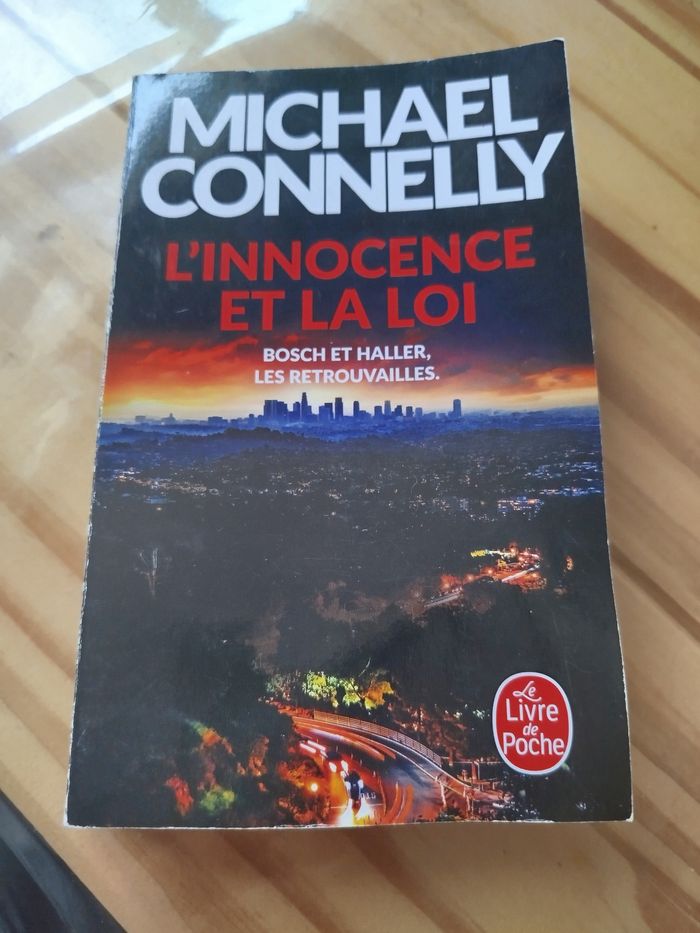 MICHAEL
CONNELLY
L'INNOCENCE
ET LA LOI
BOSCH ET HALLER,
LES RETROUVAILLES.
Le
Livre
de
Poche